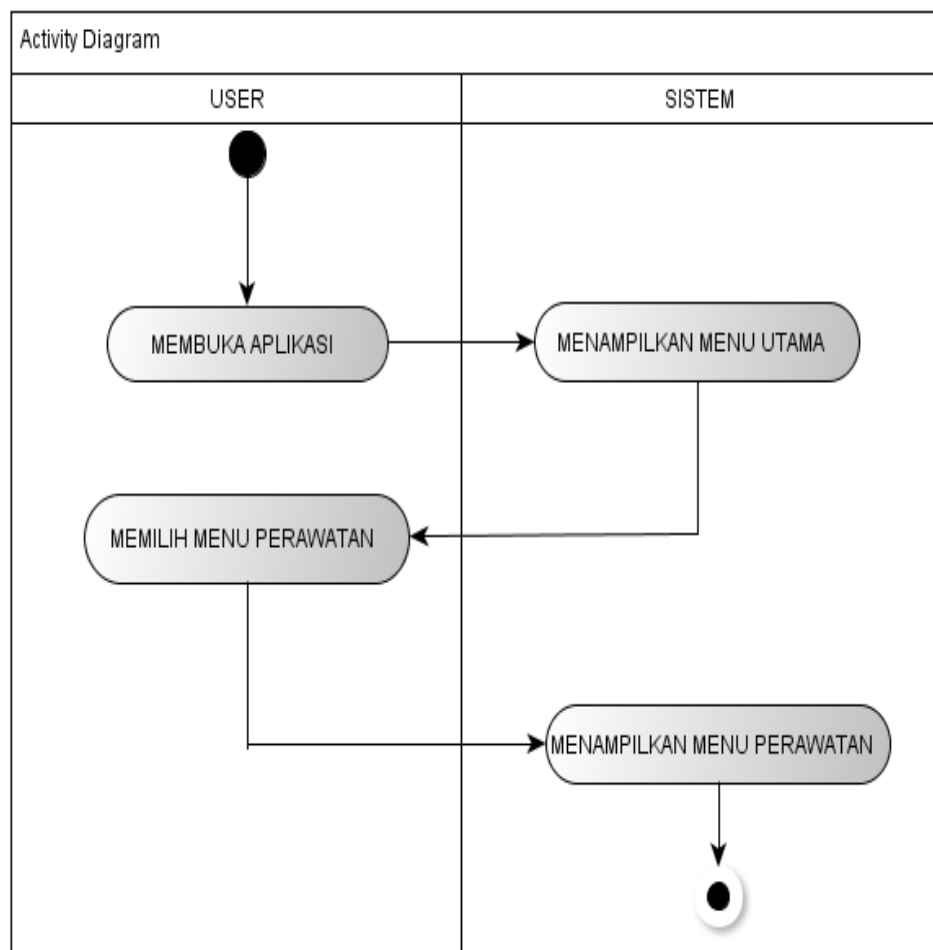 Activity Diagram
USER
SISTEM
MEMBUKA APLIKASI
MENAMPILKAN MENU UTAMA
MEMILIH MENU PERAWATAN
MENAMPILKAN MENU PERAWATAN